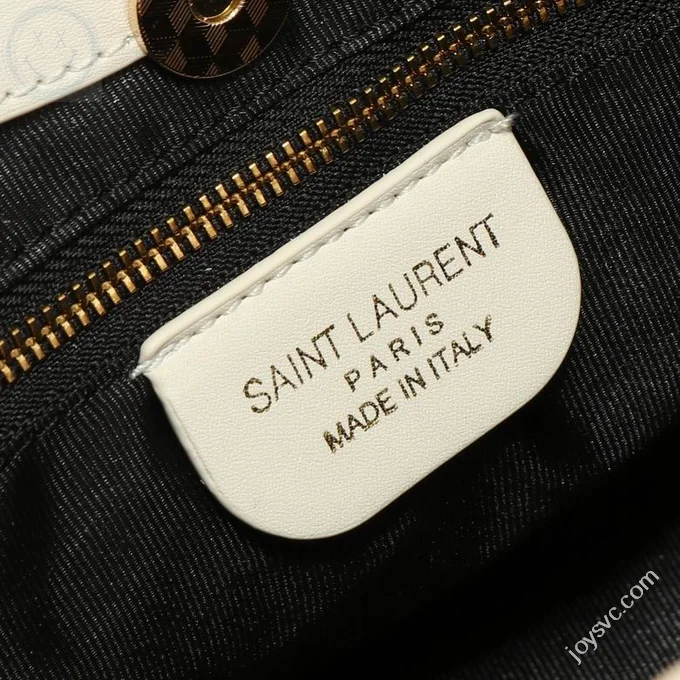 SAINT LAURENT
PARIS
MADE IN ITALY
joysvc.com